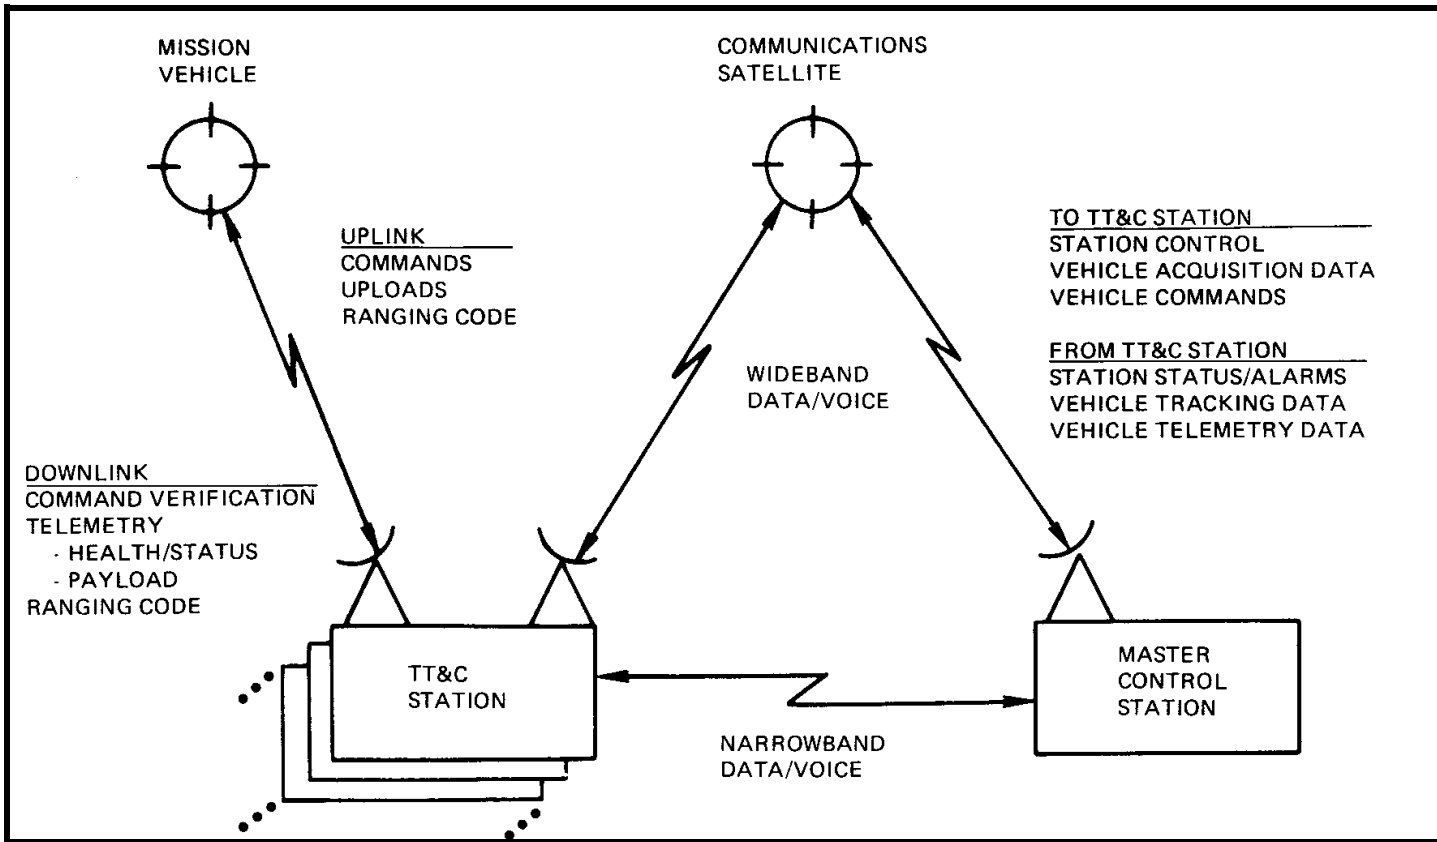 MISSION
VEHICLE
COMMUNICATIONS
SATELLITE
UPLINK
COMMANDS
UPLOADS
RANGING CODE
TO TT&C STATION
STATION CONTROL
VEHICLE ACQUISITION DATA
VEHICLE COMMANDS
FROM TT&C STATION
STATION STATUS/ALARMS
VEHICLE TRACKING DATA
VEHICLE TELEMETRY DATA
WIDEBAND
DATA/VOICE
DOWNLINK
COMMAND VERIFICATION
TELEMETRY
- HEALTH/STATUS
- PAYLOAD
RANGING CODE
TT&C
STATION
MASTER
CONTROL
STATION
NARROWBAND
DATA/VOICE